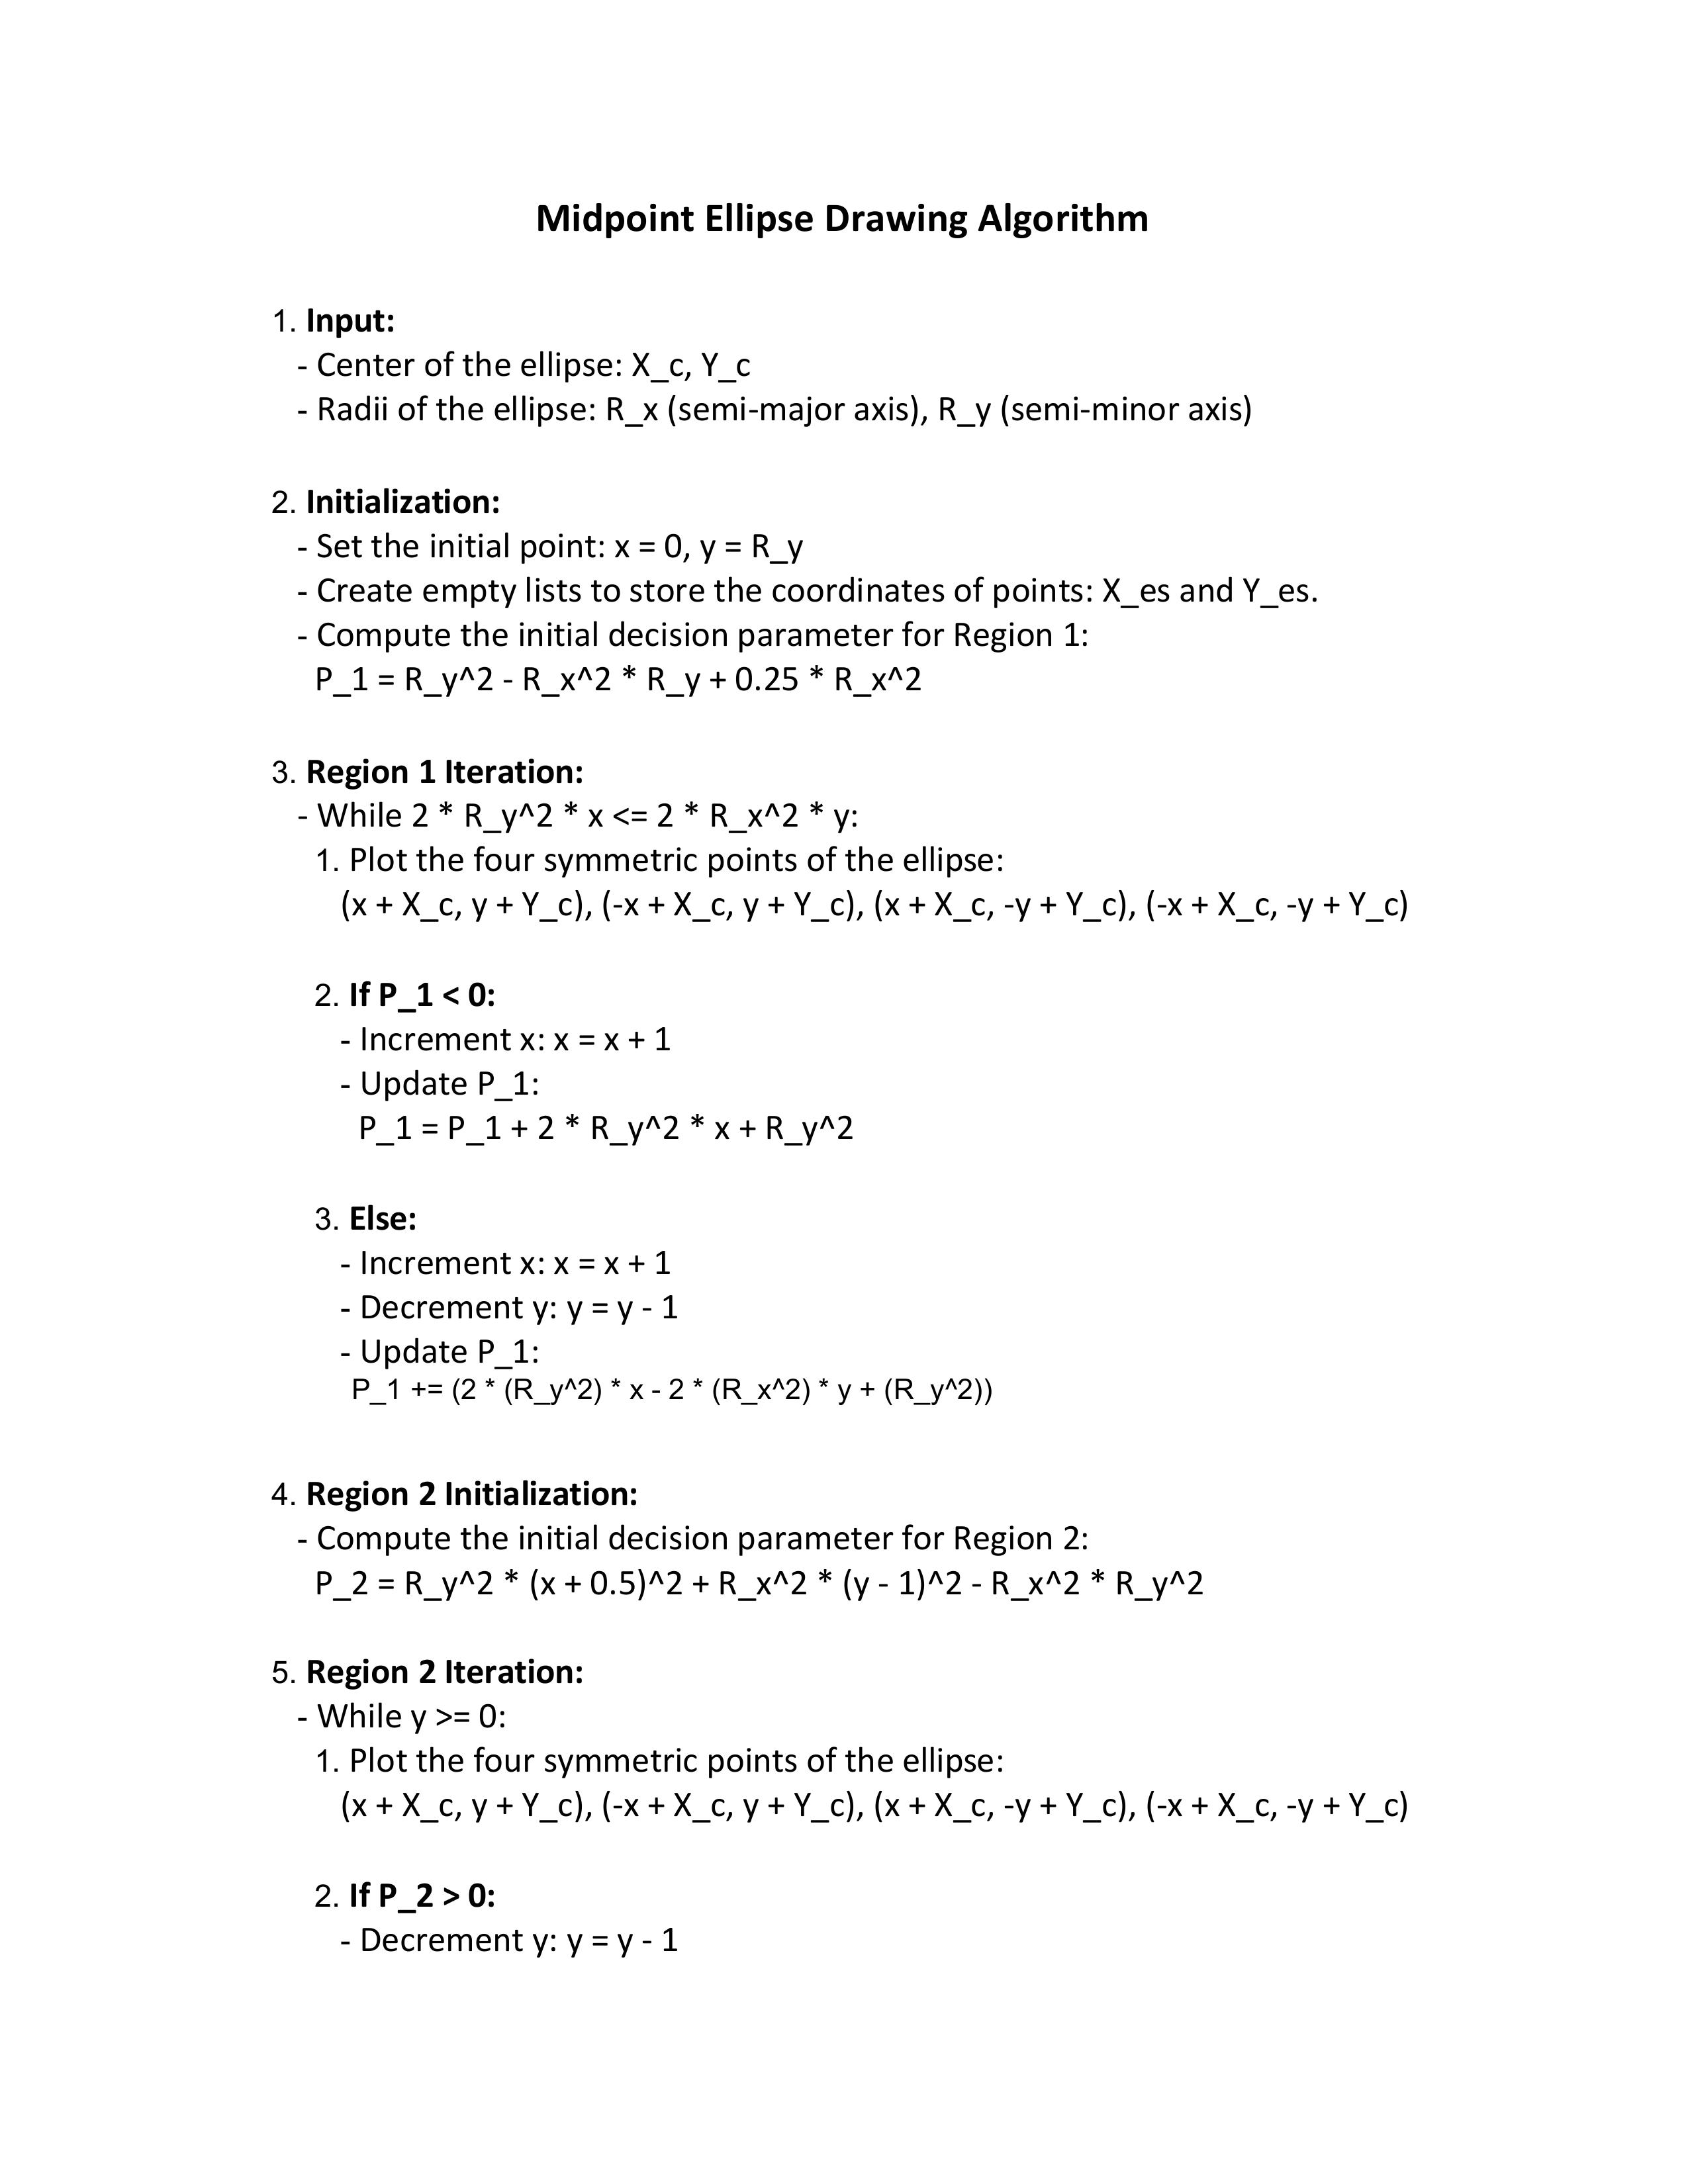 Midpoint Ellipse Drawing Algorithm
1. Input:
- Center of the ellipse: X_c, Y_c
- Radii of the ellipse: R_x (semi-major axis), R_y (semi-minor axis)
2. Initialization:
- Set the initial point: x = 0, y = R_y
- Create empty lists to store the coordinates of points: X_es and Y_es.
- Compute the initial decision parameter for Region 1:
P_1 = R_y^2 - R_x^2 * R_y + 0.25 * R_x^2
3. Region 1 Iteration:
- While 2 * R_y^2 * x <= 2 * R_x^2 * y:
1. Plot the four symmetric points of the ellipse:
(x + X_c, y + Y_c), (-x + X_c, y + Y_c), (x + X_c, -y + Y_c), (-x + X_c, -y + Y_c)
2. If P_1 < 0:
- Increment x: x = x + 1
- Update P_1:
P_1 = P_1 + 2 * R_y^2 * x + R_y^2
3. Else:
- Increment x: x = x + 1
- Decrement y: y = y - 1
- Update P_1:
P_1 += (2 * (R_y^2) * x - 2 * (R_x^2) * y + (R_y^2))
4. Region 2 Initialization:
- Compute the initial decision parameter for Region 2:
P_2 = R_y^2 * (x + 0.5)^2 + R_x^2 * (y - 1)^2 - R_x^2 * R_y^2
5. Region 2 Iteration:
- While y >= 0:
1. Plot the four symmetric points of the ellipse:
(x + X_c, y + Y_c), (-x + X_c, y + Y_c), (x + X_c, -y + Y_c), (-x + X_c, -y + Y_c)
2. If P_2 > 0:
- Decrement y: y = y - 1